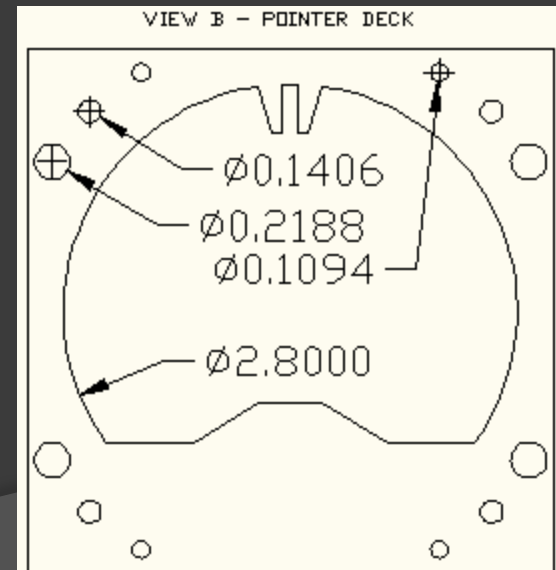 VIEW B - POINTER DECK
Ø0.1406
Ø0.2188
Ø0.1094
Ø2.8000